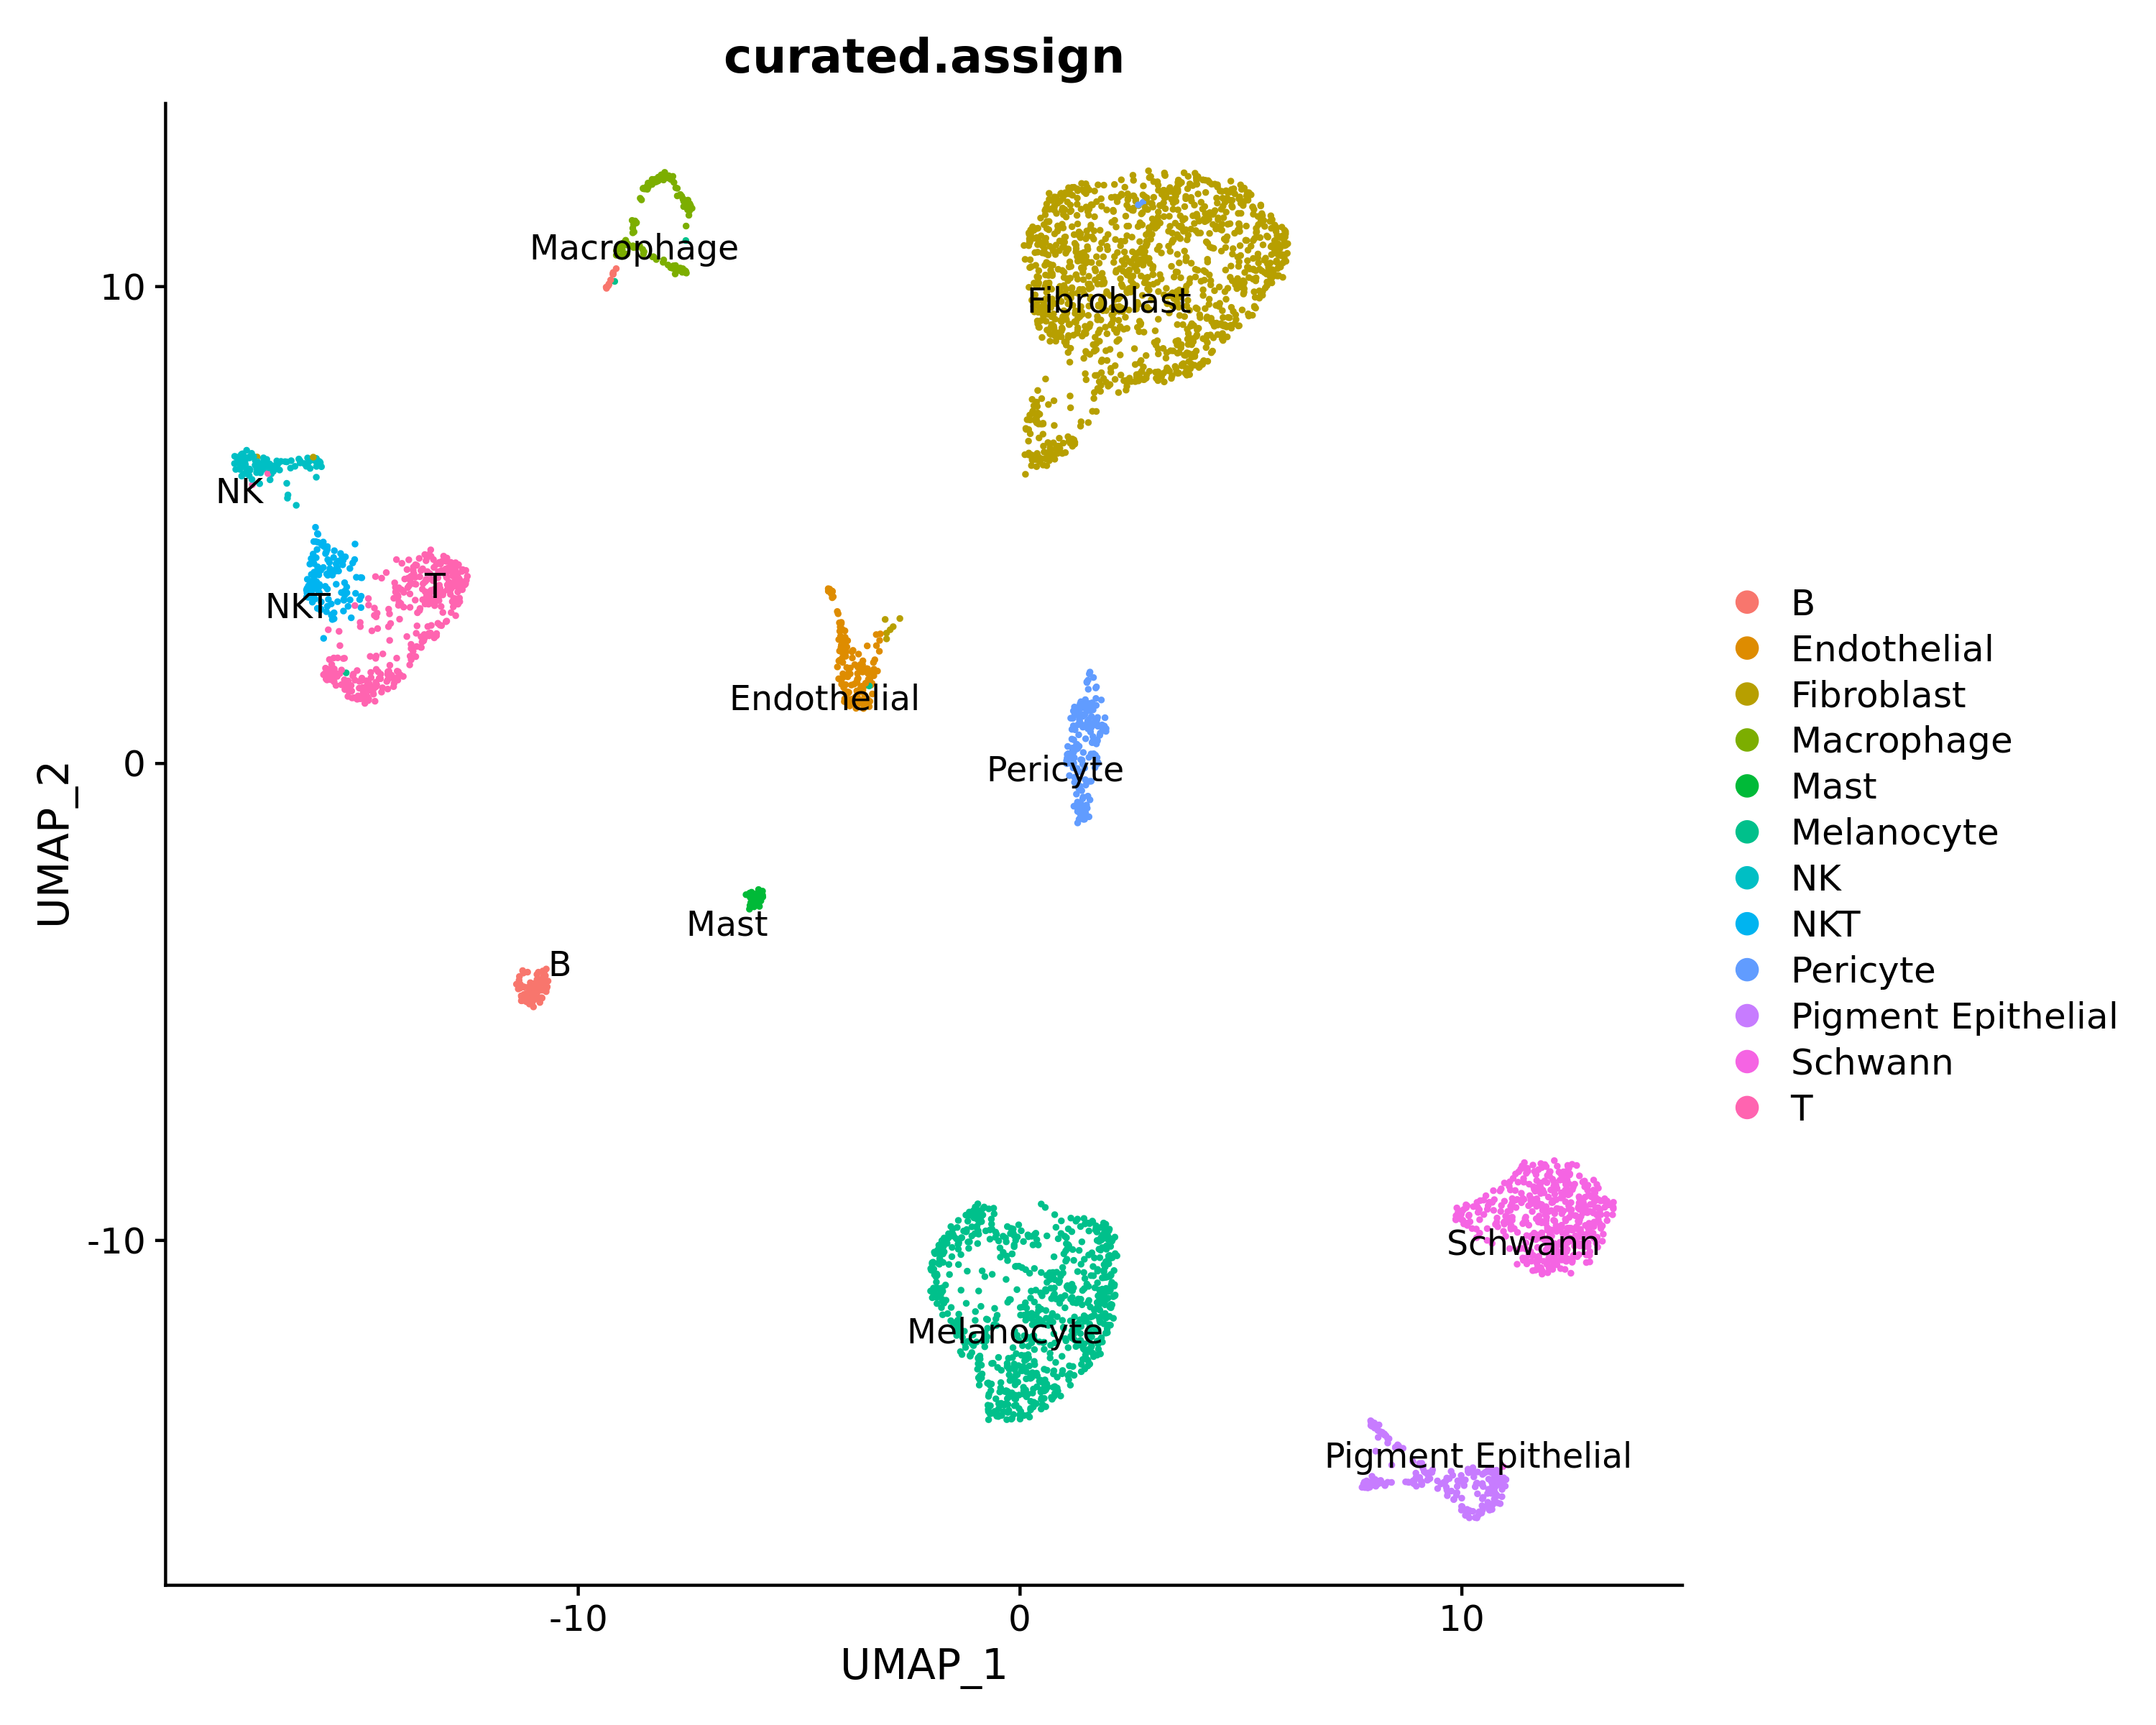 curated.assign
Macrophage
10
Fibroblast
NK
NKT
T
0
Endothelial
Pericyte
Mast
B
-10
Schwann
Melanocyte
Pigment Epithelial
UMAP_2
-10
0
10
UMAP_1
B
Endothelial
Fibroblast
Macrophage
Mast
Melanocyte
NK
NKT
Pericyte
Pigment Epithelial
Schwann
T